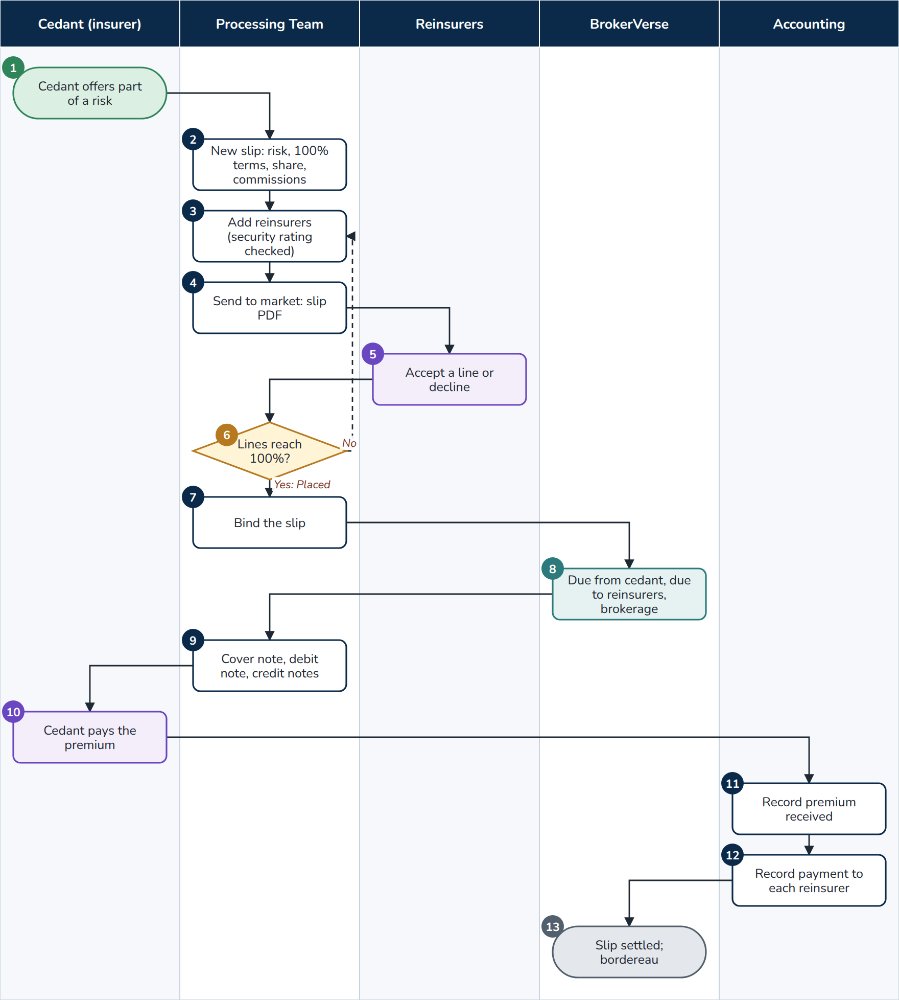 Cedant (insurer)
Processing Team
Reinsurers
BrokerVerse
Accounting
1
Cedant offers part
of a risk
2
New slip: risk, 100%
terms, share,
commissions
3
Add reinsurers
(security rating
checked)
4
Send to market: slip
PDF
5
Accept a line or
decline
6
Lines reach
100%?
No
Yes: Placed
7
Bind the slip
8
Due from cedant, due
to reinsurers,
brokerage
9
Cover note, debit
note, credit notes
10
Cedant pays the
premium
11
Record premium
received
12
Record payment to
each reinsurer
13
Slip settled;
bordereau